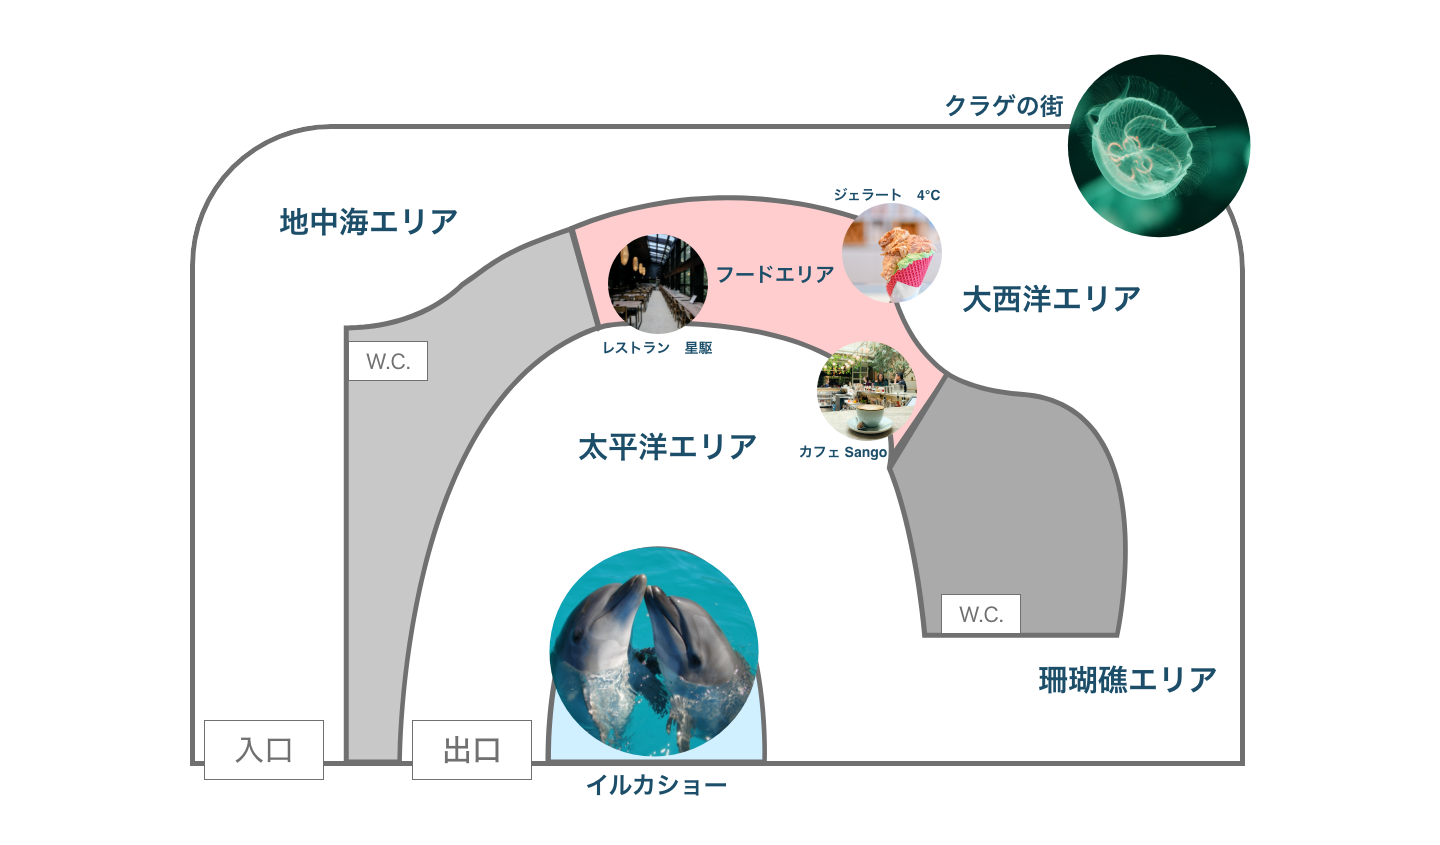 クラゲの街
ジェラート　4°C
地中海エリア
フードエリア
大西洋エリア
レストラン　星駆
W.C.
太平洋エリア
カフェ Sango
W.C.
珊瑚礁エリア
入口
出口
イルカショー